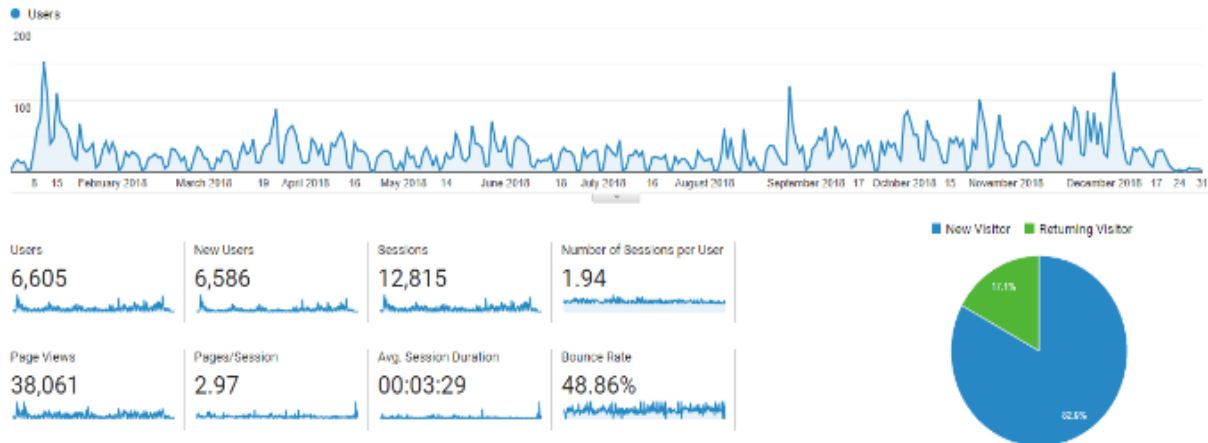 Users
200
100
8 15 February 2018 March 2018 19 April 2018 16 May 2018 14 June 2018 18 July 2018 16 August 2018 September 2018 17 October 2018 15 November 2018 December 2018 17 24 31
New Visitor Returning Visitor
Users New Users Sessions Number of Sessions per User
6,605 6,586 12,815 1.94
17.1%
Page Views Pages/Session Avg. Session Duration Bounce Rate
38,061 2.97 00:03:29 48.86%
82.9%